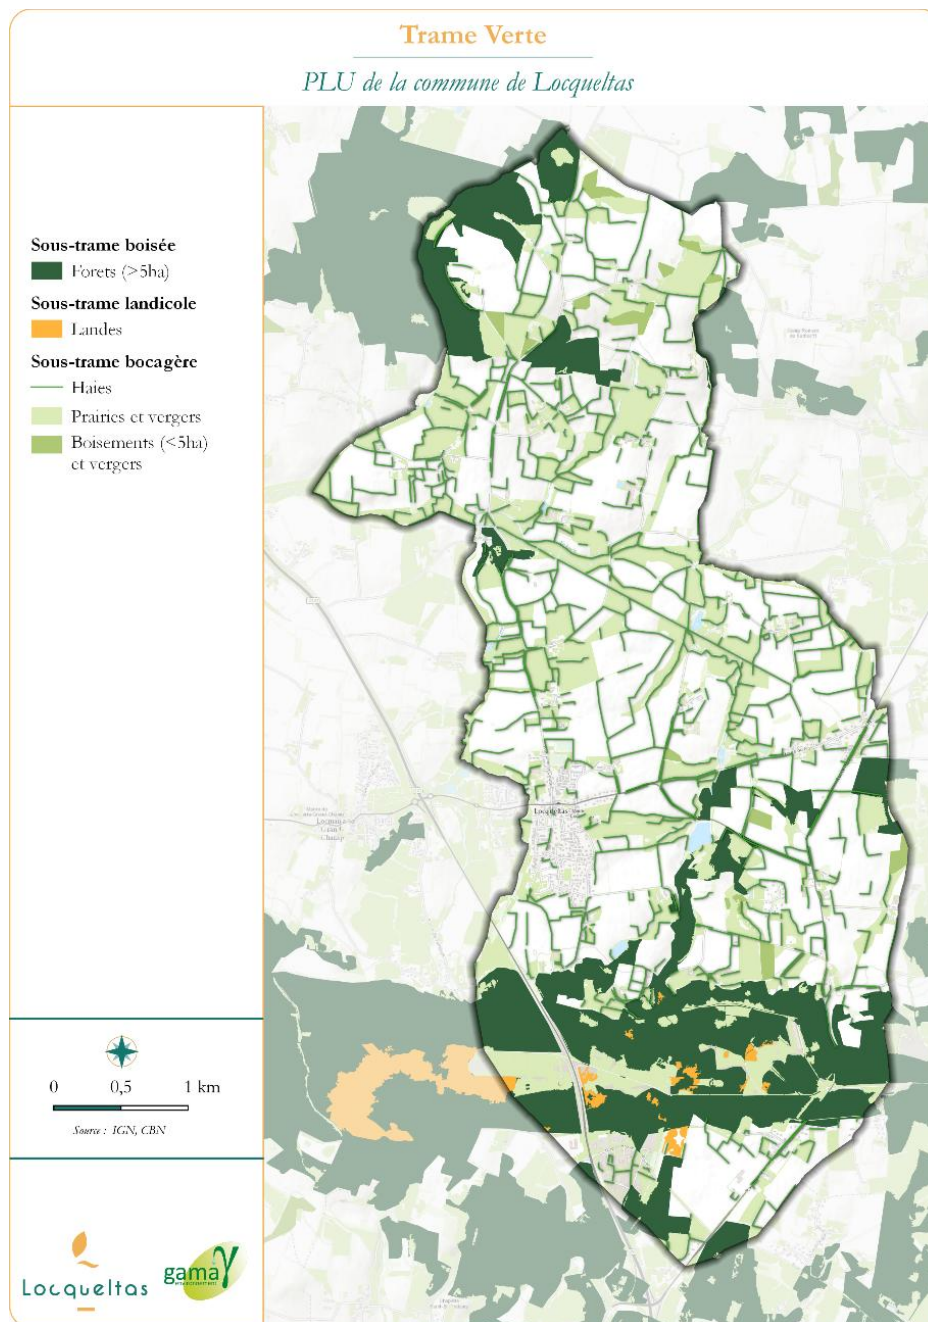 Trame Verte
PLU de la commune de Locqueltas
Sous-trame boisée
Forets (>5ha)
Sous-trame landicole
Landes
Sous-trame bocagère
Haies
Prairies et vergers
Boisements (<5ha)
et vergers
Locqueltas
0 0,5 1 km
Source : IGN, CBN
Locqueltas
gama
ENVIRONNEMENT